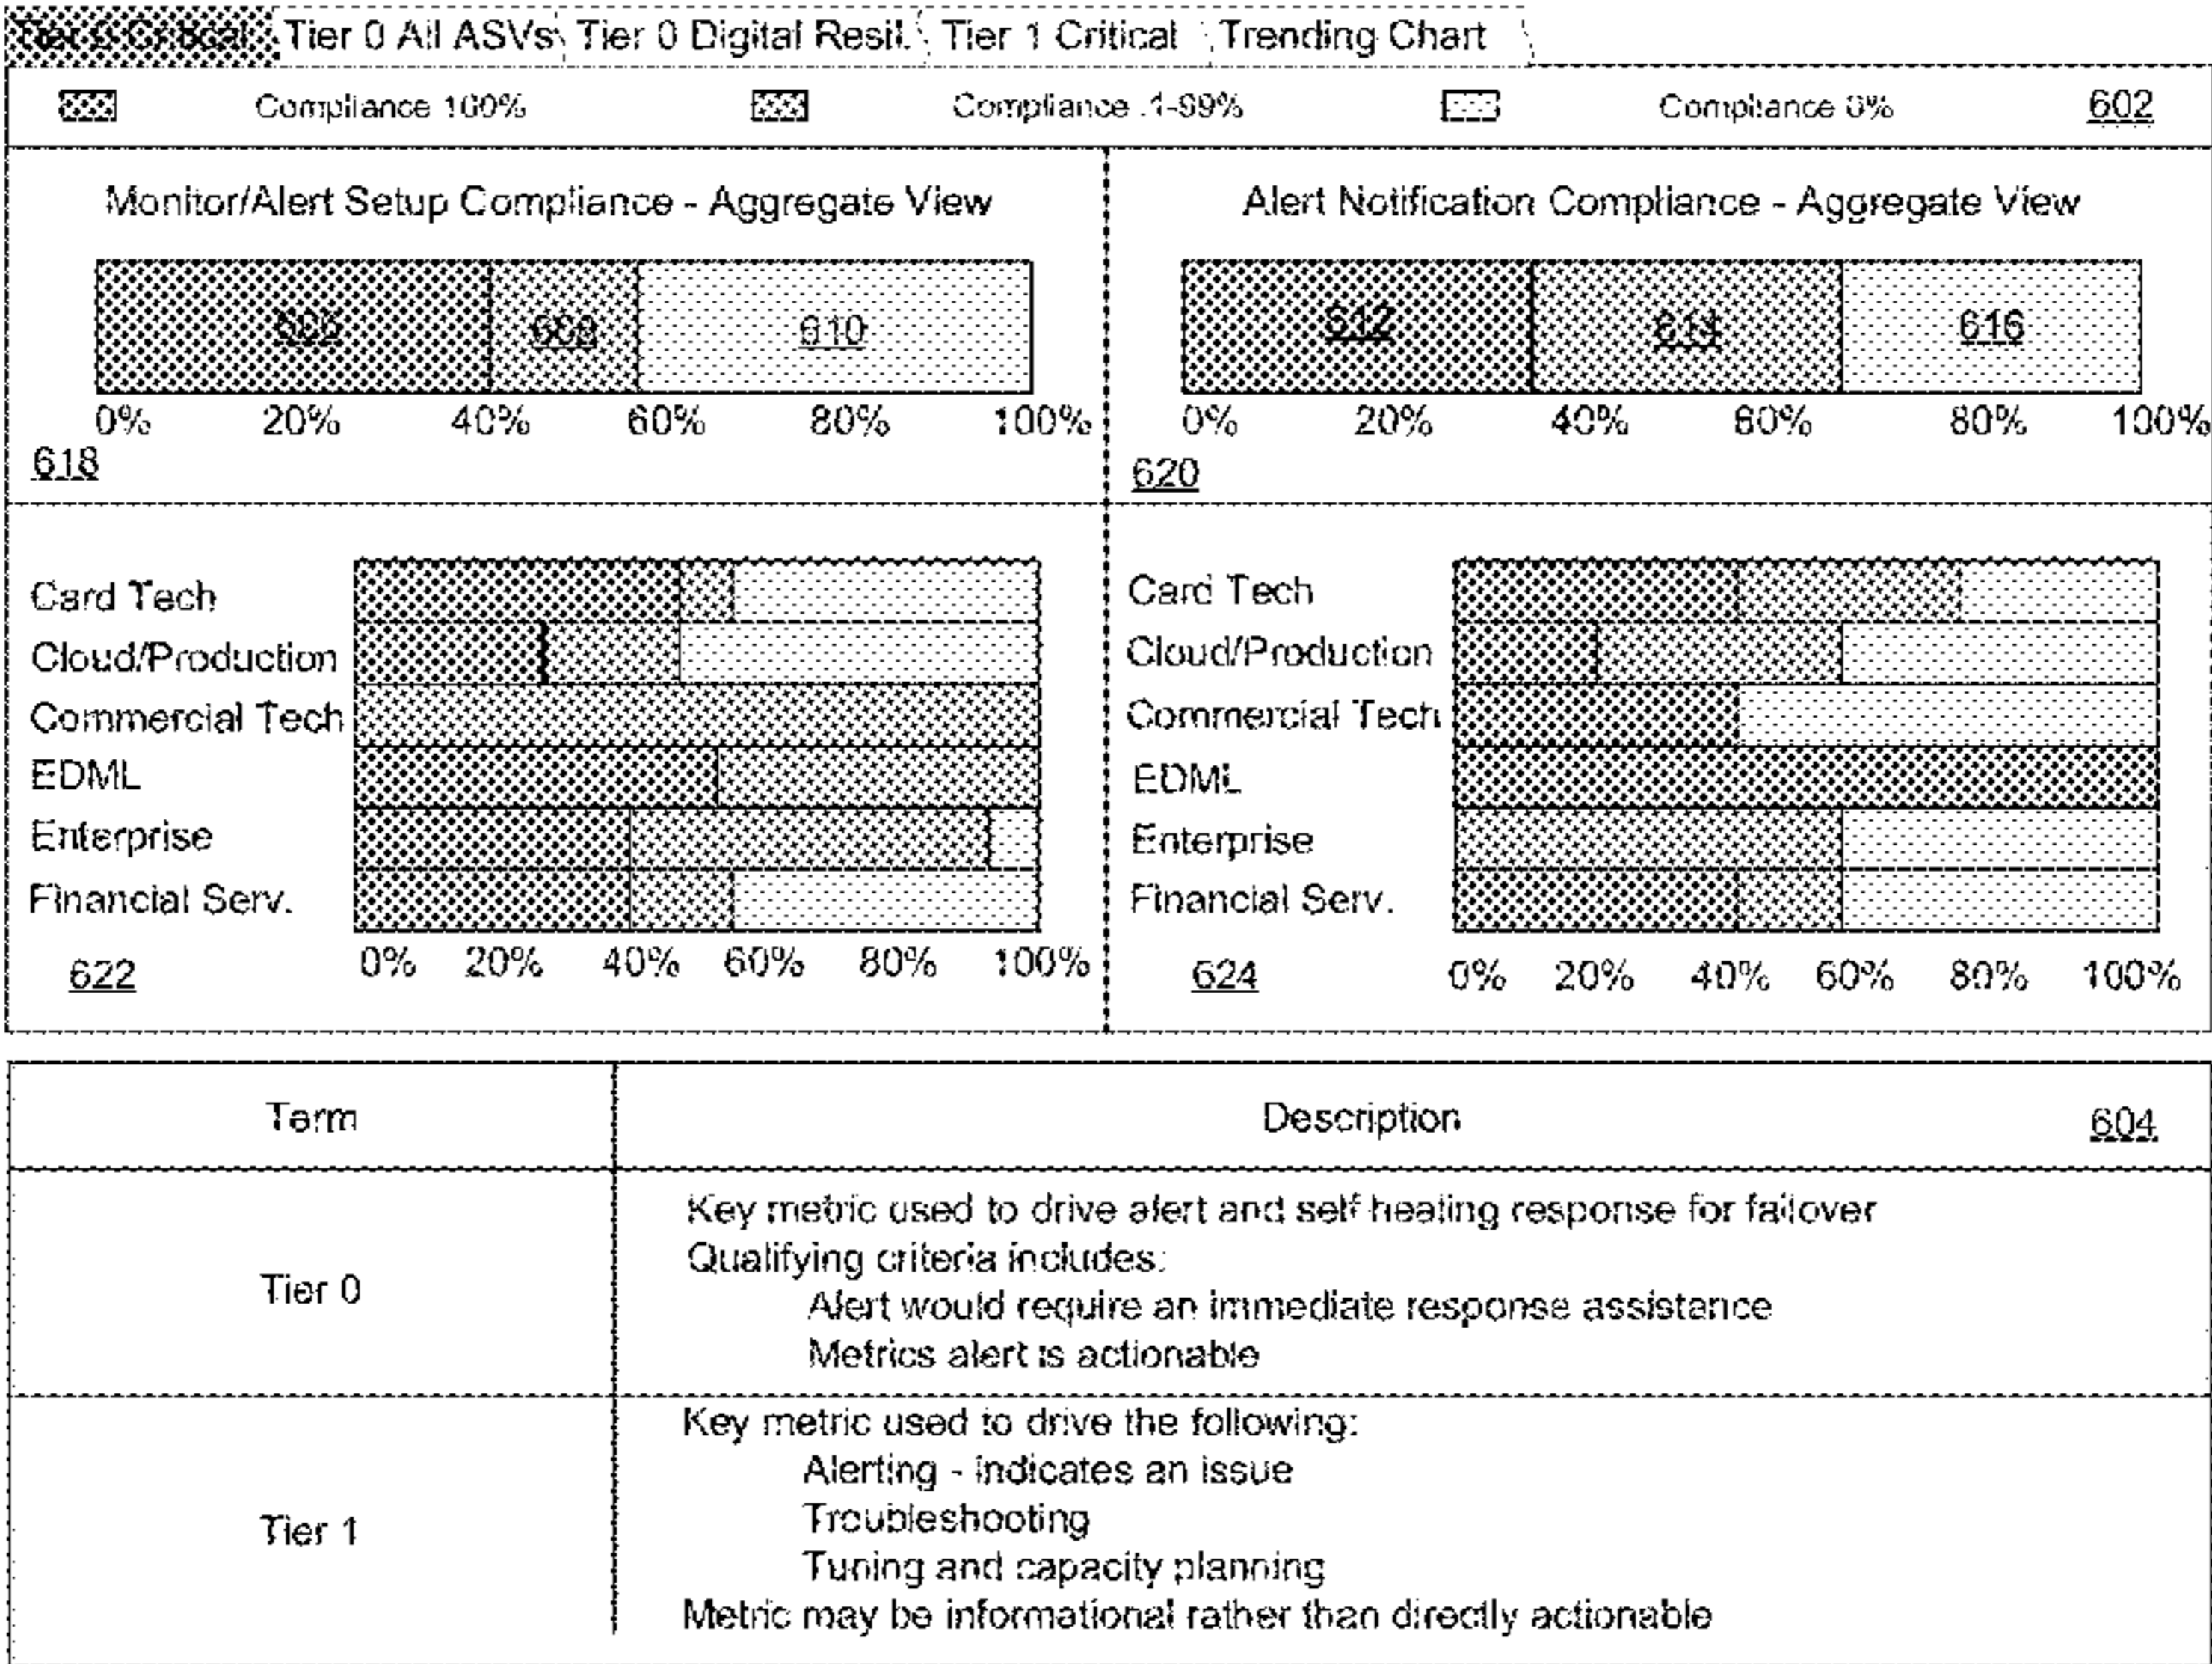 Tier 0 Critical Tier 0 All ASVs Tier 0 Digital Resil. Tier 1 Critical Trending Chart
Compliance 100% Compliance .1-99% Compliance 0% 602
Monitor/Alert Setup Compliance - Aggregate View
606 608 610
0% 20% 40% 60% 80% 100%
618
Alert Notification Compliance - Aggregate View
612 614 616
0% 20% 40% 60% 80% 100%
620
Card Tech
Cloud/Production
Commercial Tech
EDML
Enterprise
Financial Serv.
622 0% 20% 40% 60% 80% 100%
Card Tech
Cloud/Production
Commercial Tech
EDML
Enterprise
Financial Serv.
624 0% 20% 40% 60% 80% 100%
Term Description 604
Tier 0
Key metric used to drive alert and self-healing response for failover
Qualifying criteria includes:
Alert would require an immediate response assistance
Metrics alert is actionable
Tier 1
Key metric used to drive the following:
Alerting - indicates an issue
Troubleshooting
Tuning and capacity planning
Metric may be informational rather than directly actionable